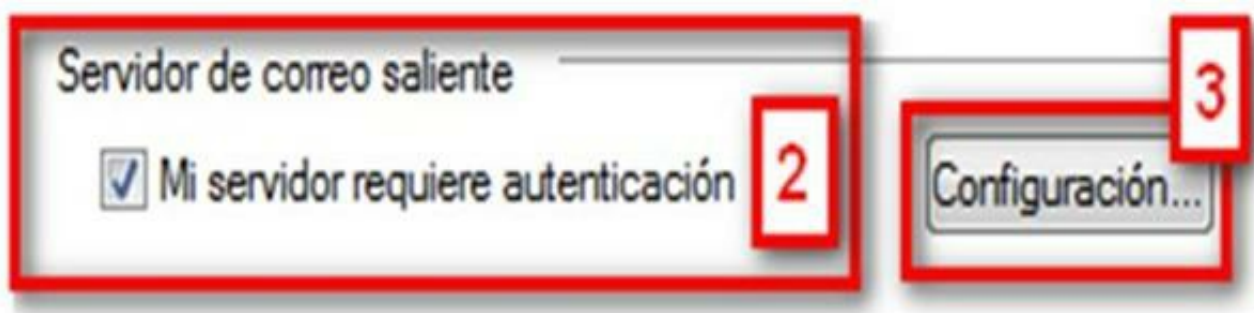 Servidor de correo saliente
3
Mi servidor requiere autenticación
2
Configuración...